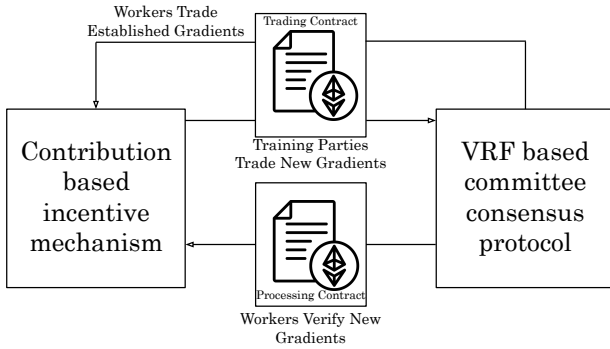 Workers Trade
Established Gradients
Trading Contract
Training Parties
Trade New Gradients
Contribution
based
incentive
mechanism
VRF based
committee
consensus
protocol
Processing Contract
Workers Verify New
Gradients